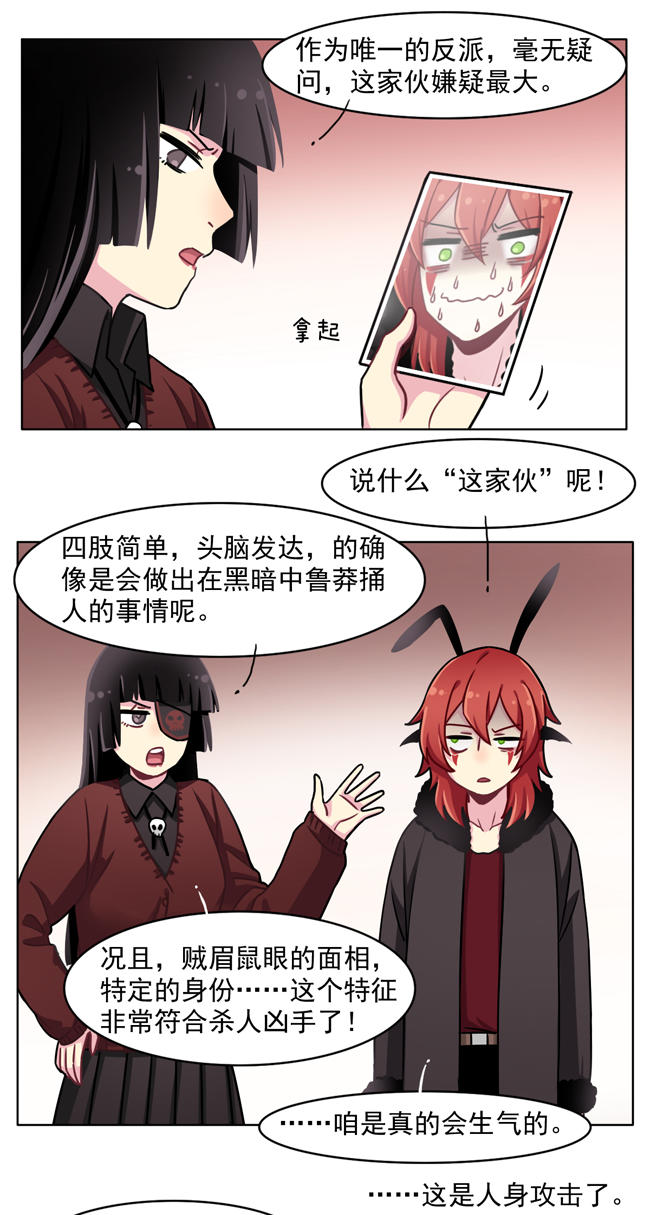 作为唯一的反派，毫无疑
问，这家伙嫌疑最大。
拿起
说什么“这家伙”呢！
四肢简单，头脑发达，的确
像是会做出在黑暗中鲁莽捅
人的事情呢。
况且，贼眉鼠眼的面相，
特定的身份……这个特征
非常符合杀人凶手了！
……咱是真的会生气的。
……这是人身攻击了。